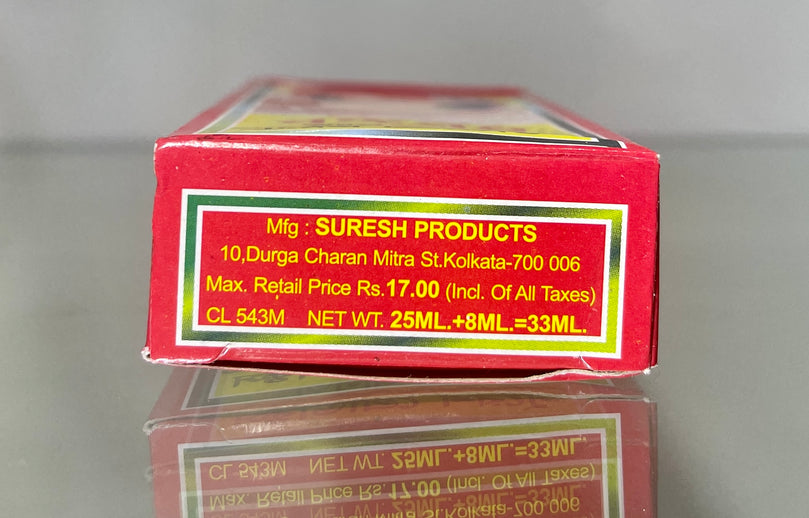 Mfg : SURESH PRODUCTS
10,Durga Charan Mitra St.Kolkata-700 006
Max. Retail Price Rs.17.00 (Incl. Of All Taxes)
CL 543M NET WT. 25ML.+8ML.=33ML.